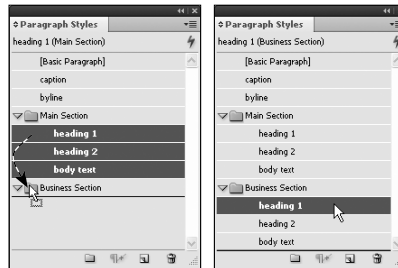 Paragraph Styles
heading 1 (Main Section)
[Basic Paragraph]
caption
byline
Main Section
heading 1
heading 2
body text
Business Section
Paragraph Styles
heading 1 (Business Section)
[Basic Paragraph]
caption
byline
Main Section
heading 1
heading 2
body text
Business Section
heading 1
heading 2
body text